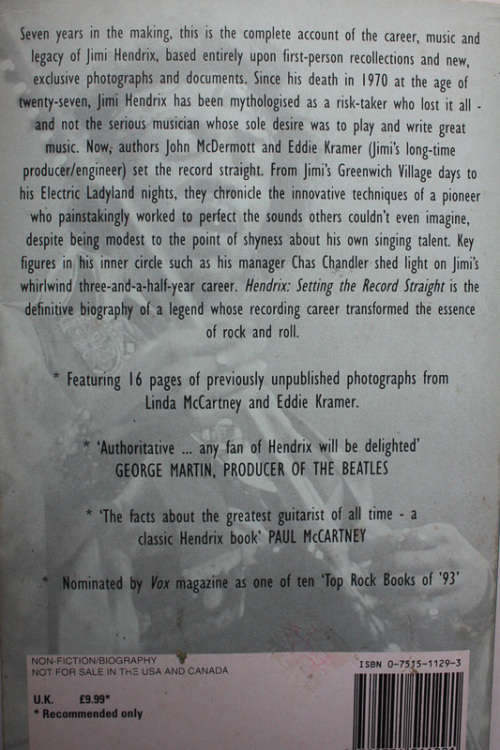 Seven years in the making, this is the complete account of the career, music and
legacy of Jimi Hendrix, based entirely upon first-person recollections and new,
exclusive photographs and documents. Since his death in 1970 at the age of
twenty-seven, Jimi Hendrix has been mythologised as a risk-taker who lost it all -
and not the serious musician whose sole desire was to play and write great
music. Now, authors John McDermott and Eddie Kramer (Jimi's long-time
producer/engineer) set the record straight. From Jimi's Greenwich Village days to
his Electric Ladyland nights, they chronicle the innovative techniques of a pioneer
who painstakingly worked to perfect the sounds others couldn't even imagine,
despite being modest to the point of shyness about his own singing talent. Key
figures in his inner circle such as his manager Chas Chandler shed light on Jimi's
whirlwind three-and-a-half-year career. Hendrix: Setting the Record Straight is the
definitive biography of a legend whose recording career transformed the essence
of rock and roll.
* Featuring 16 pages of previously unpublished photographs from
Linda McCartney and Eddie Kramer.
* 'Authoritative ... any fan of Hendrix will be delighted'
GEORGE MARTIN, PRODUCER OF THE BEATLES
* 'The facts about the greatest guitarist of all time - a
classic Hendrix book' PAUL McCARTNEY
* Nominated by Vox magazine as one of ten 'Top Rock Books of '93'
NON-FICTION/BIOGRAPHY
NOT FOR SALE IN THE USA AND CANADA
U.K. £9.99*
* Recommended only
ISBN 0-7515-1129-3